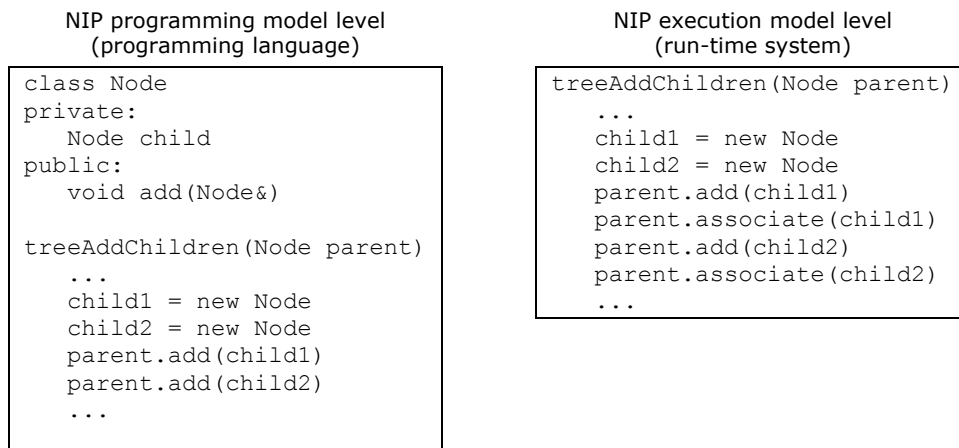 NIP programming model level
(programming language)
class Node
private:
   Node child
public:
   void add(Node&)
treeAddChildren(Node parent)
   ...
   child1 = new Node
   child2 = new Node
   parent.add(child1)
   parent.add(child2)
   ...
NIP execution model level
(run-time system)
treeAddChildren(Node parent)
   ...
   child1 = new Node
   child2 = new Node
   parent.add(child1)
   parent.associate(child1)
   parent.add(child2)
   parent.associate(child2)
   ...